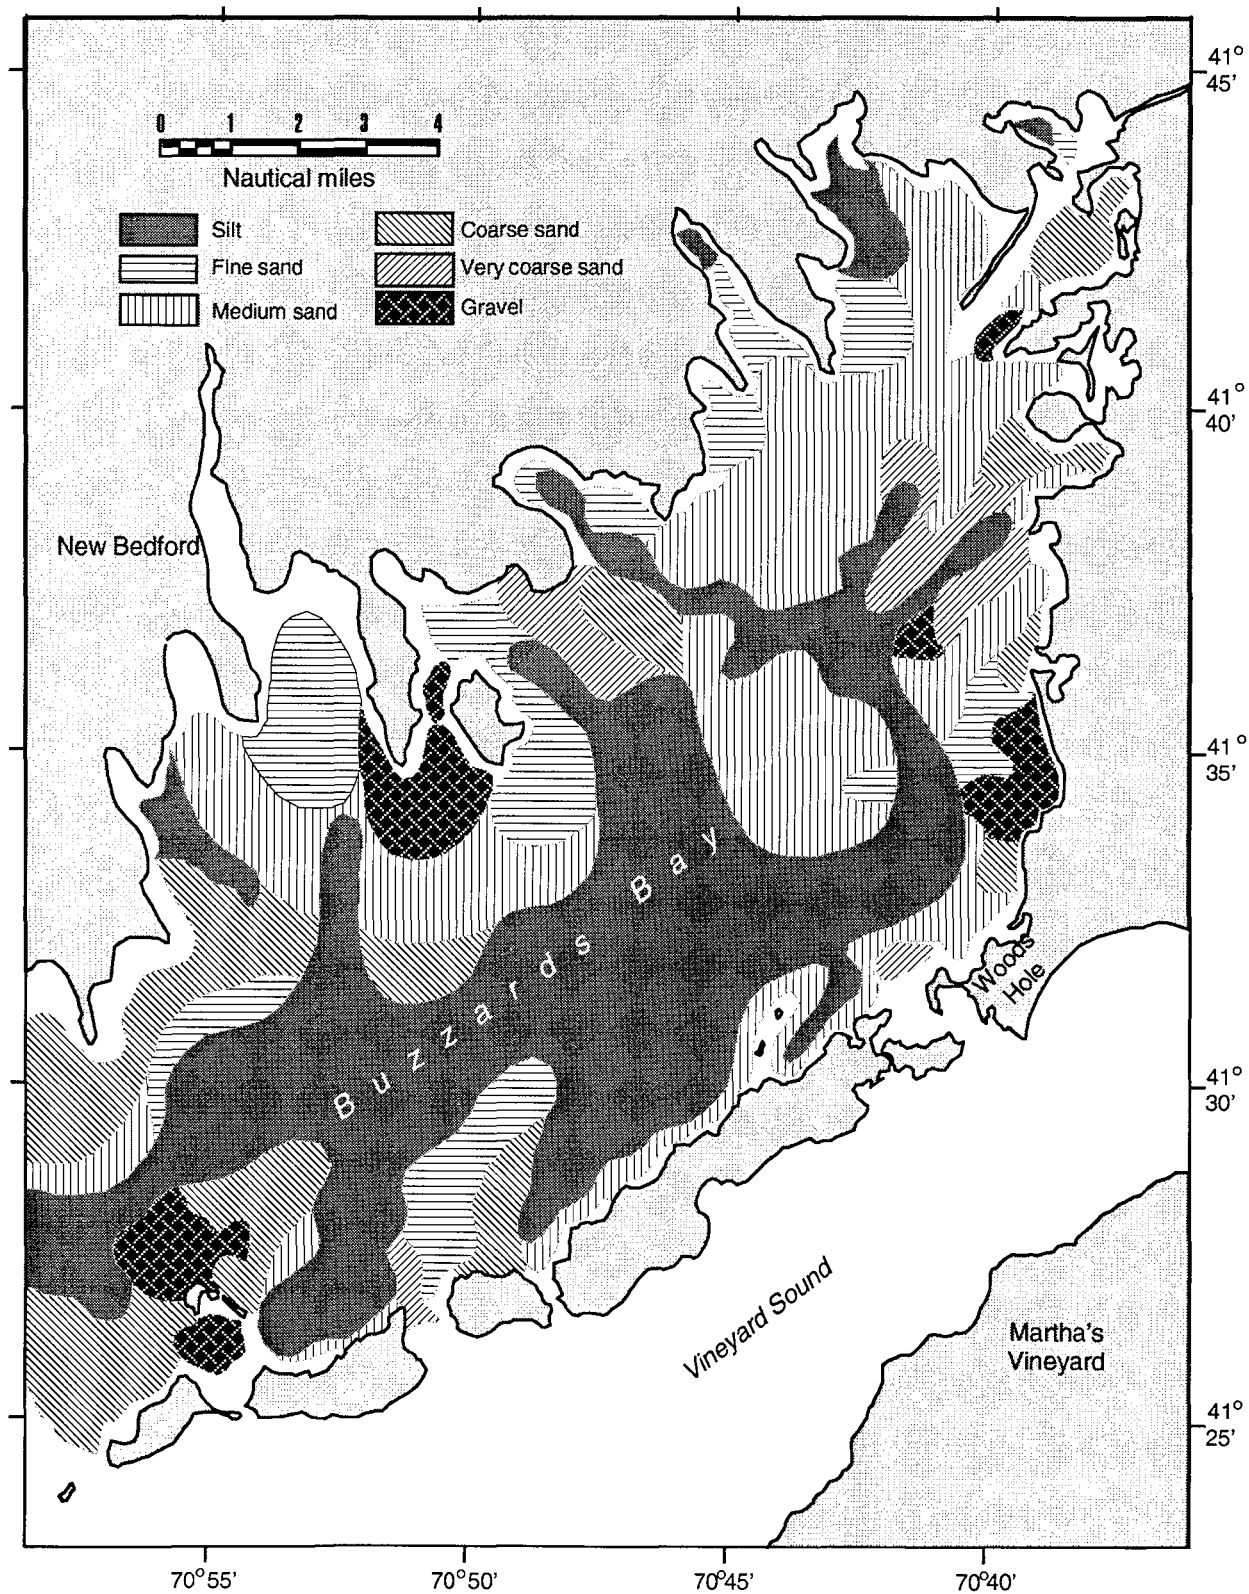 41°
45'
0 1 2 3 4
Nautical miles
Silt
Coarse sand
Fine sand
Very coarse sand
Medium sand
Gravel
41°
40'
New Bedford
41°
35'
Buzzards Bay
Woods
Hole
41°
30'
Vineyard Sound
Martha's
Vineyard
41°
25'
70°55' 70°50' 70°45' 70°40'